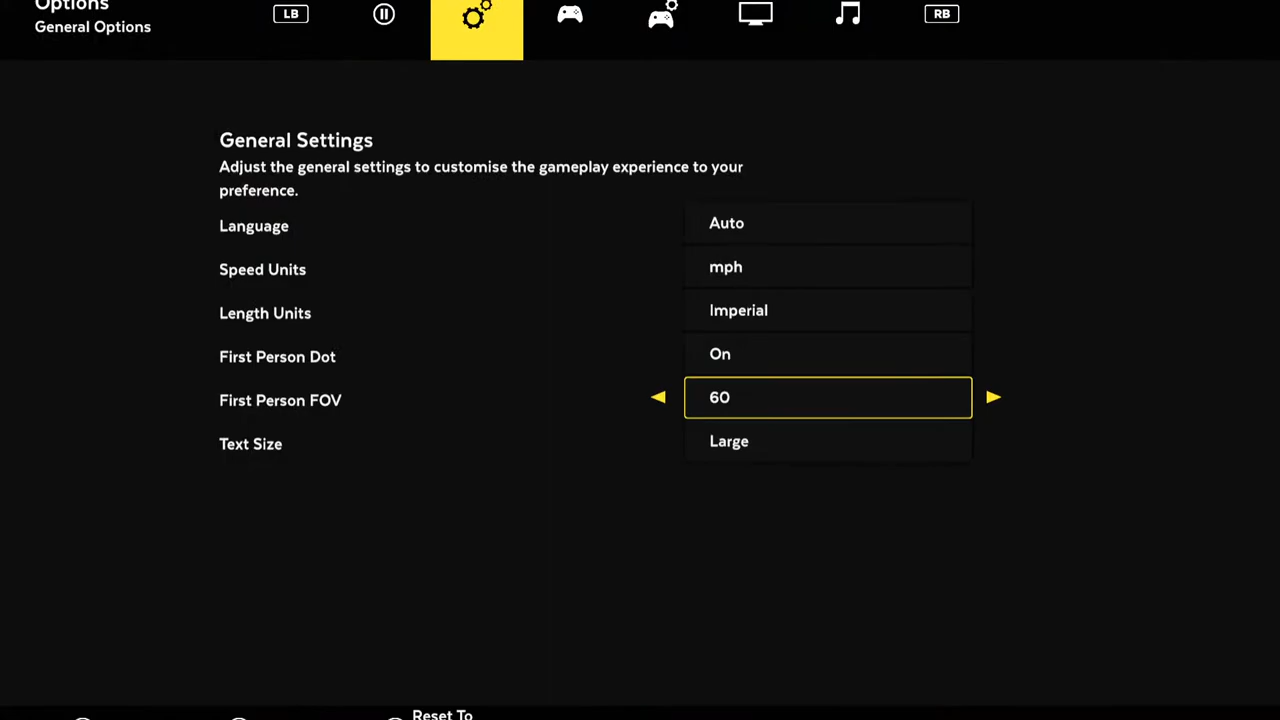 Options
General Options
LB
RB
General Settings
Adjust the general settings to customise the gameplay experience to your
preference.
Language
Auto
Speed Units
mph
Length Units
Imperial
First Person Dot
On
First Person FOV
60
Text Size
Large
Reset To